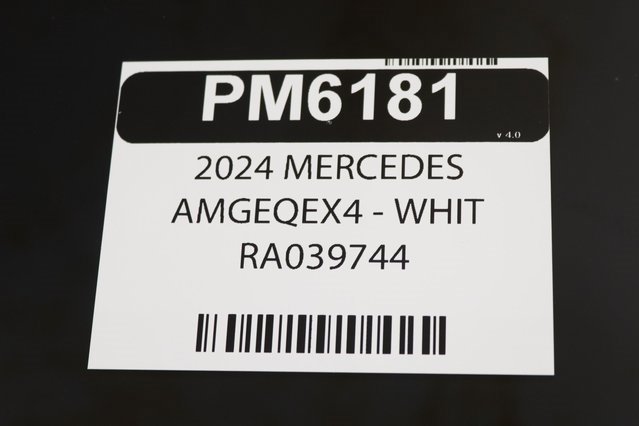 PM6181
v 4.0
2024 MERCEDES
AMGEQEX4 - WHIT
RA039744